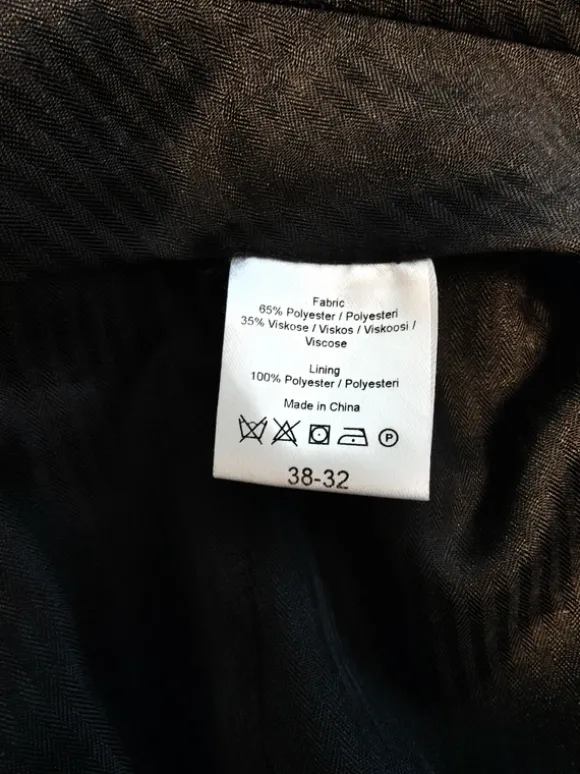 Fabric
65% Polyester / Polyesteri
35% Viskose / Viskos / Viskoosi /
Viscose
Lining
100% Polyester / Polyesteri
Made in China
P
38-32